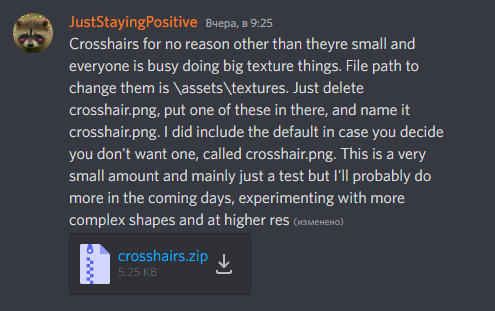 JustStayingPositive Вчера, в 9:25
Crosshairs for no reason other than theyre small and
everyone is busy doing big texture things. File path to
change them is \assets\textures. Just delete
crosshair.png, put one of these in there, and name it
crosshair.png. I did include the default in case you decide
you don't want one, called crosshair.png. This is a very
small amount and mainly just a test but I'll probably do
more in the coming days, experimenting with more
complex shapes and at higher res (изменено)
crosshairs.zip
5.25 KB